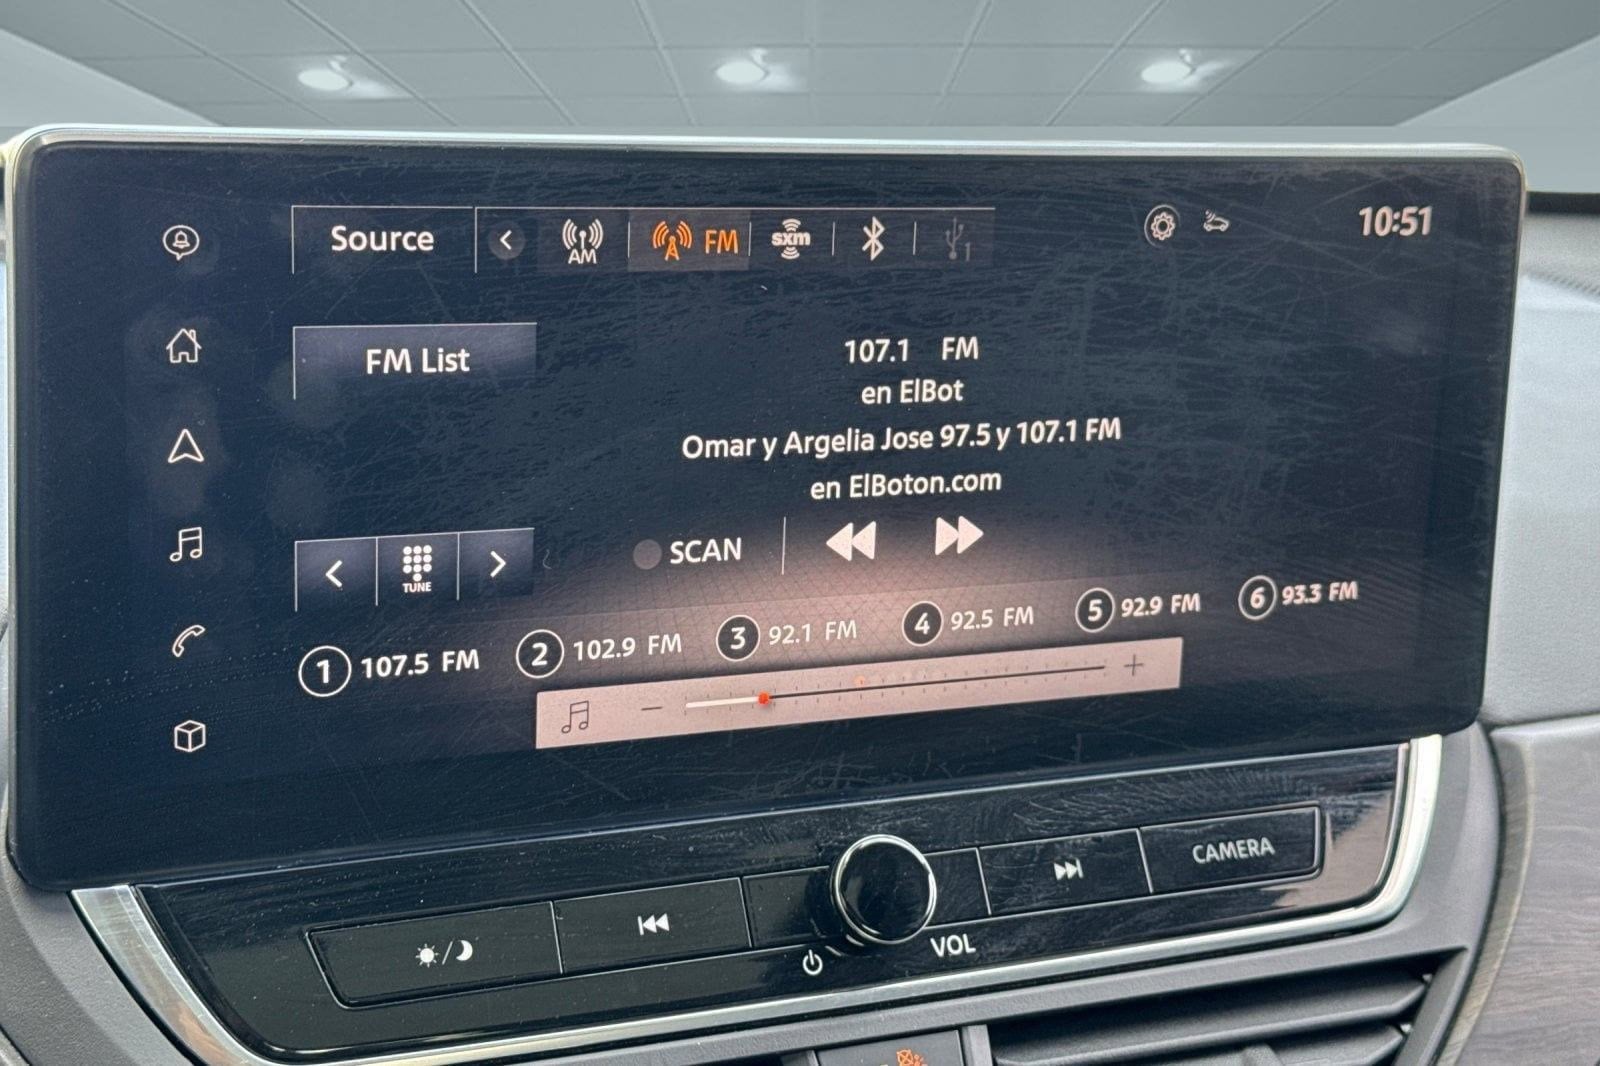 Source
AM
FM
sxm
1
10:51
FM List
107.1 FM
en ElBot
Omar y Argelia Jose 97.5 y 107.1 FM
en ElBoton.com
TUNE
SCAN
1 107.5 FM
2 102.9 FM
3 92.1 FM
4 92.5 FM
5 92.9 FM
6 93.3 FM
CAMERA
VOL